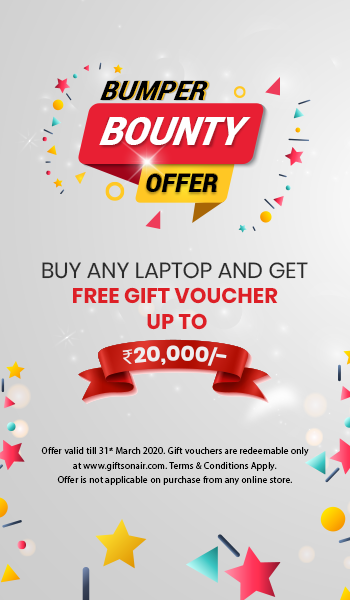 BUMPER
BOUNTY
OFFER
BUY ANY LAPTOP AND GET
FREE GIFT VOUCHER
UP TO
₹20,000/-
Offer valid till 31st March 2020. Gift vouchers are redeemable only
at www.giftsonair.com. Terms & Conditions Apply.
Offer is not applicable on purchase from any online store.